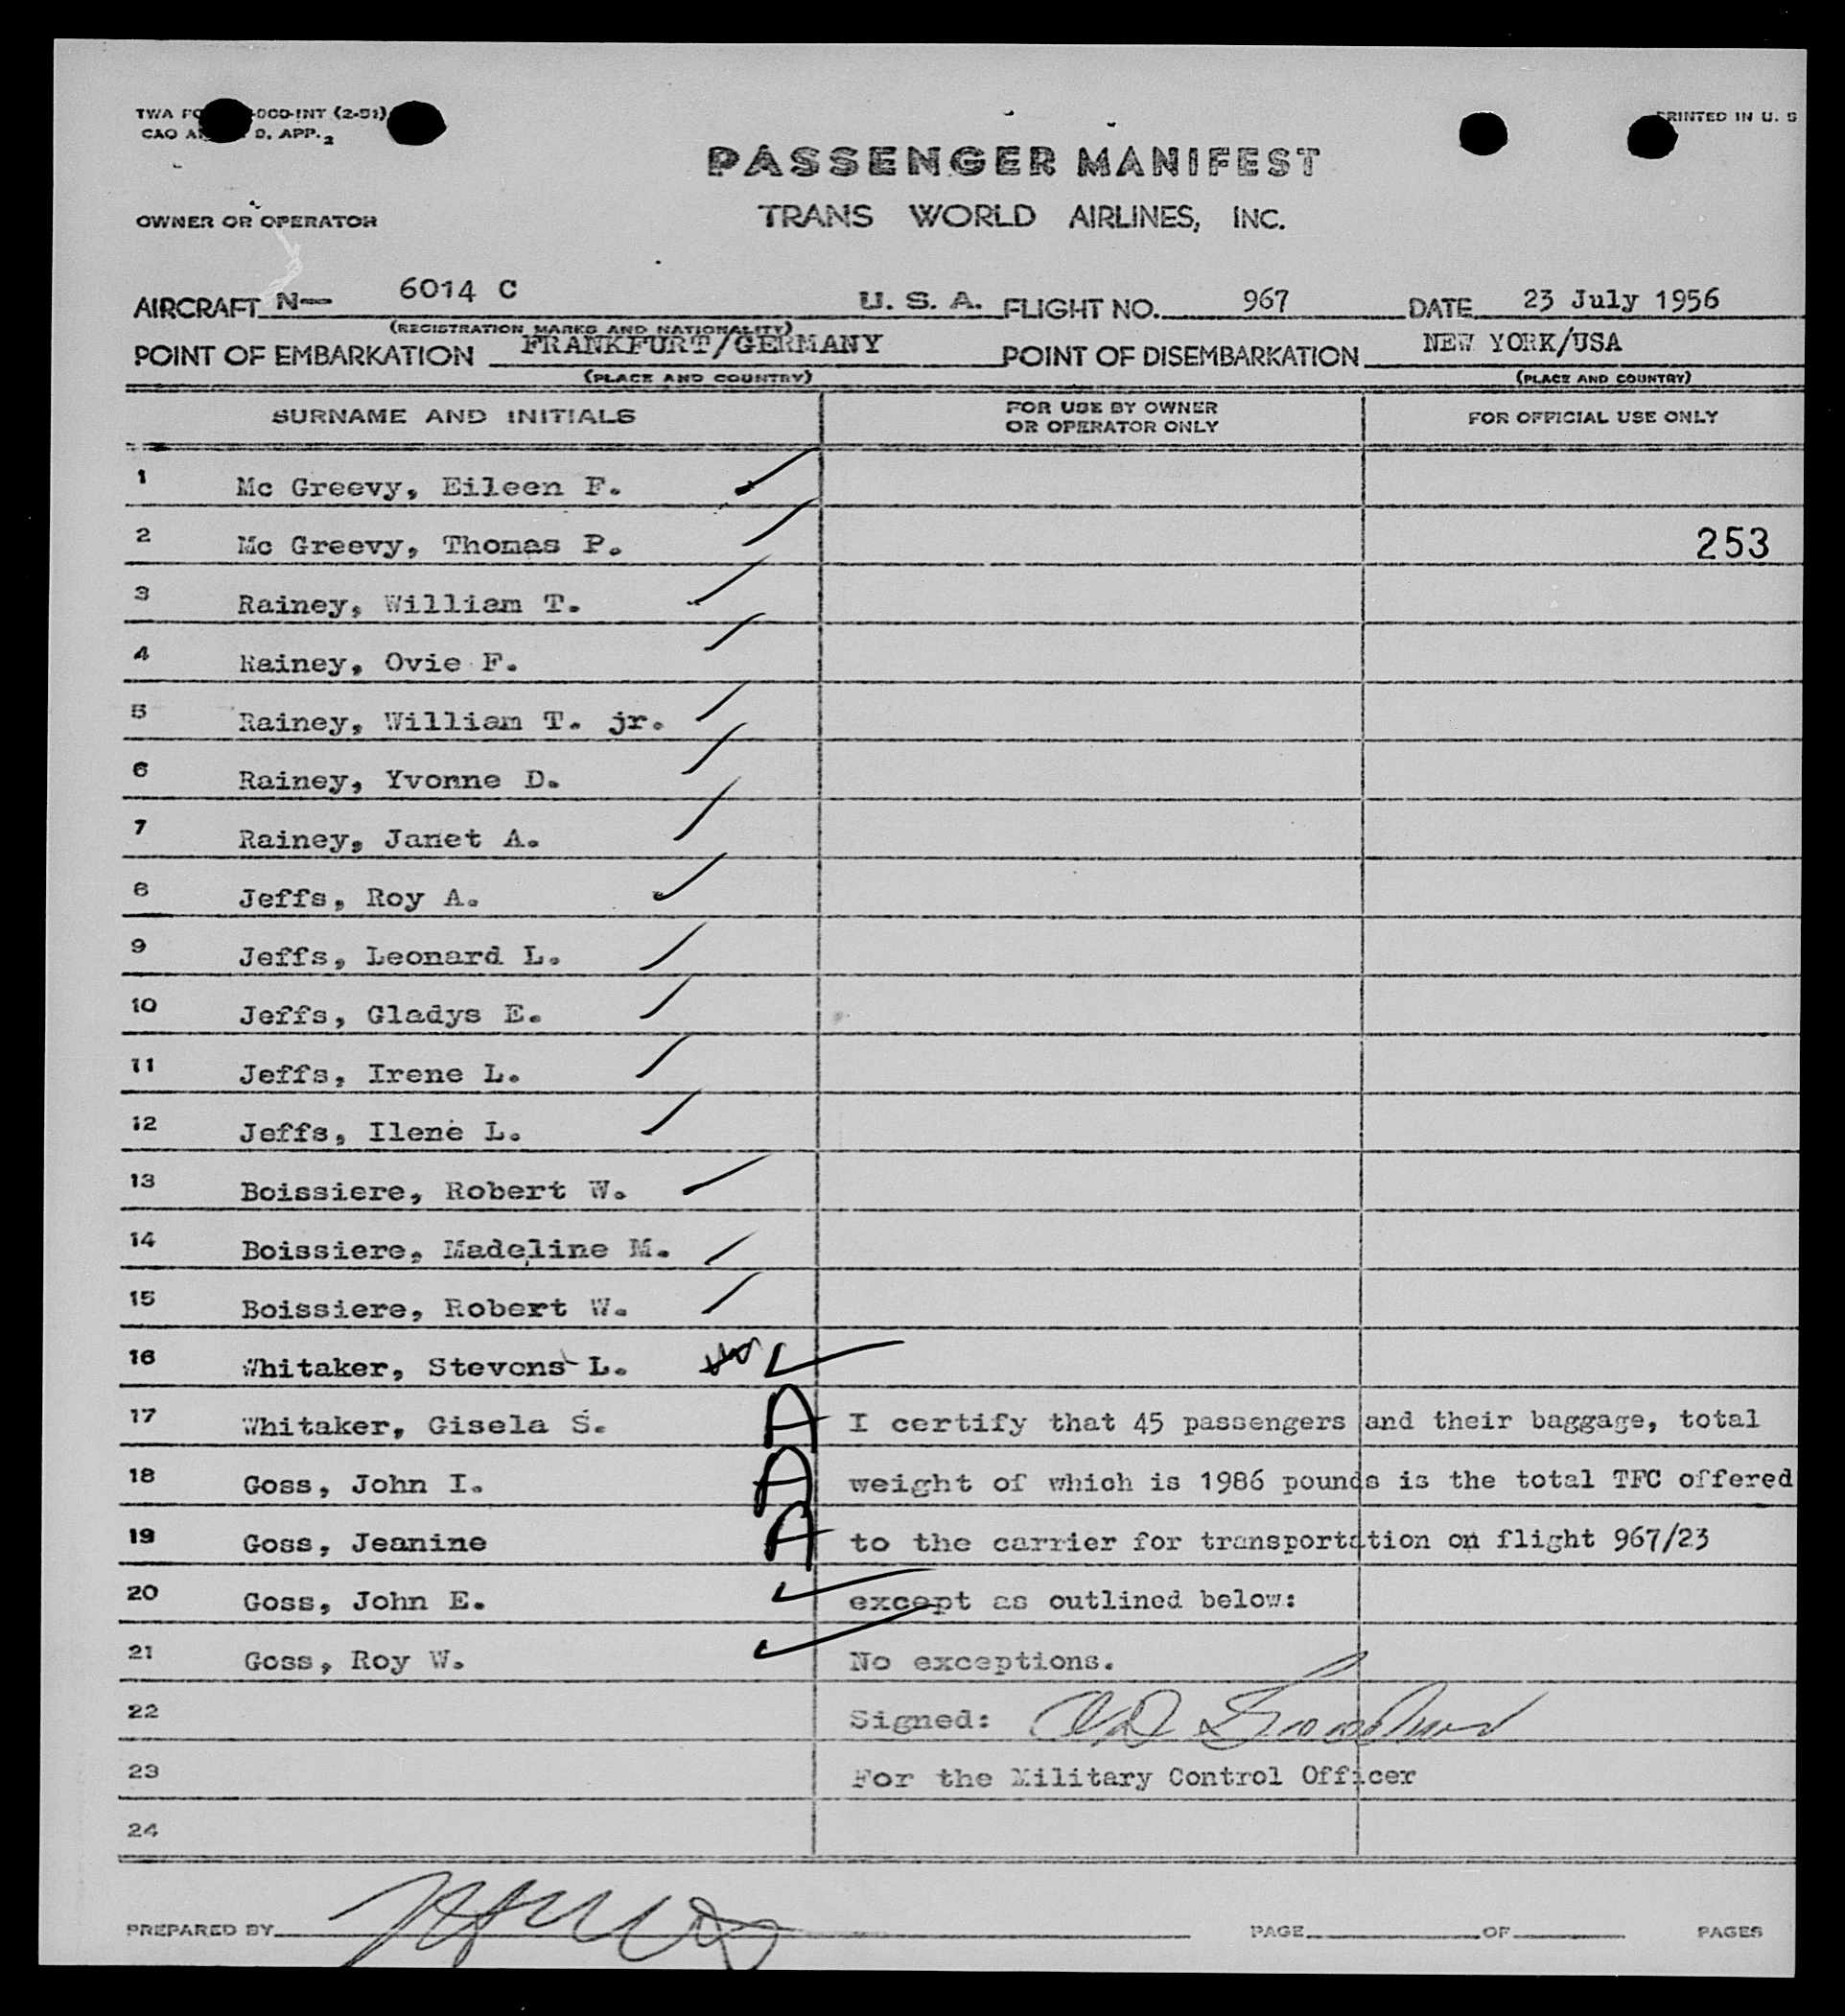 TWA -OCD-INT (2-51)
PRINTED IN U. S
CAO D. APP.
PASSENGER MANIFEST
OWNER OR OPERATOR
TRANS WORLD AIRLINES, INC.
AIRCRAFT N— 6014 C U. S. A. FLIGHT NO. 967 DATE 23 July 1956
(REGISTRATION MARKS AND NATIONALITY)
POINT OF EMBARKATION FRANKFURT/GERMANY POINT OF DISEMBARKATION NEW YORK/USA
(PLACE AND COUNTRY) (PLACE AND COUNTRY)
SURNAME AND INITIALS FOR USE BY OWNER OR OPERATOR ONLY FOR OFFICIAL USE ONLY
1 Mc Greevy, Eileen F.
2 Mc Greevy, Thomas P. 253
3 Rainey, William T.
4 Rainey, Ovie F.
5 Rainey, William T. jr.
6 Rainey, Yvonne D.
7 Rainey, Janet A.
8 Jeffs, Roy A.
9 Jeffs, Leonard L.
10 Jeffs, Gladys E.
11 Jeffs, Irene L.
12 Jeffs, Ilene L.
13 Boissiere, Robert W.
14 Boissiere, Madeline M.
15 Boissiere, Robert W.
16 Whitaker, Stevens L.
17 Whitaker, Gisela S. A I certify that 45 passengers and their baggage, total
18 Goss, John I. A weight of which is 1986 pounds is the total TFC offered
19 Goss, Jeanine A to the carrier for transportation on flight 967/23
20 Goss, John E. except as outlined below:
21 Goss, Roy W. No exceptions.
22 Signed:
23 For the Military Control Officer
24
PREPARED BY PAGE OF PAGES